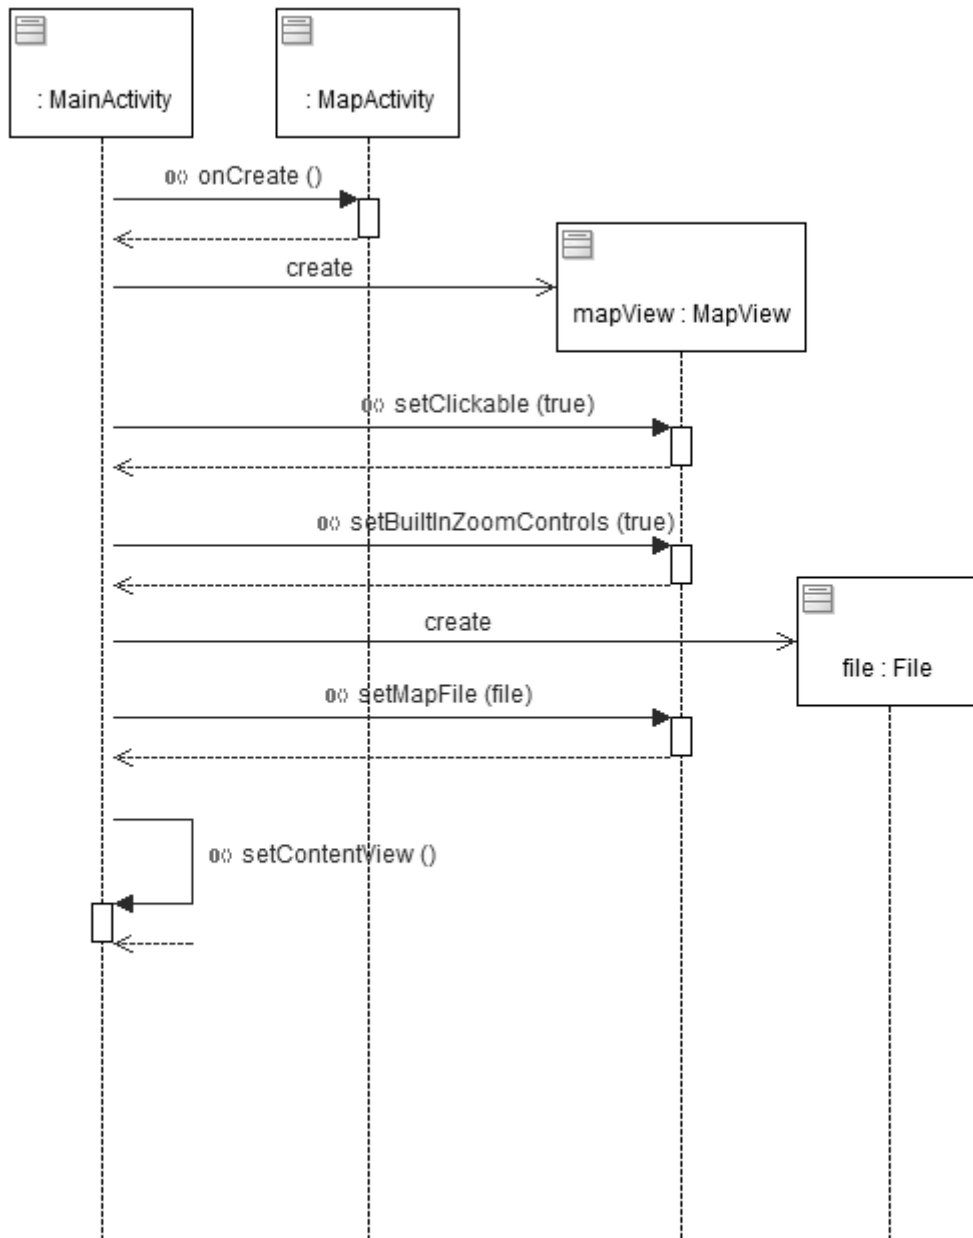 : MainActivity
: MapActivity
onCreate ()
create
mapView : MapView
setClickable (true)
setBuiltInZoomControls (true)
create
file : File
setMapFile (file)
setContentView ()